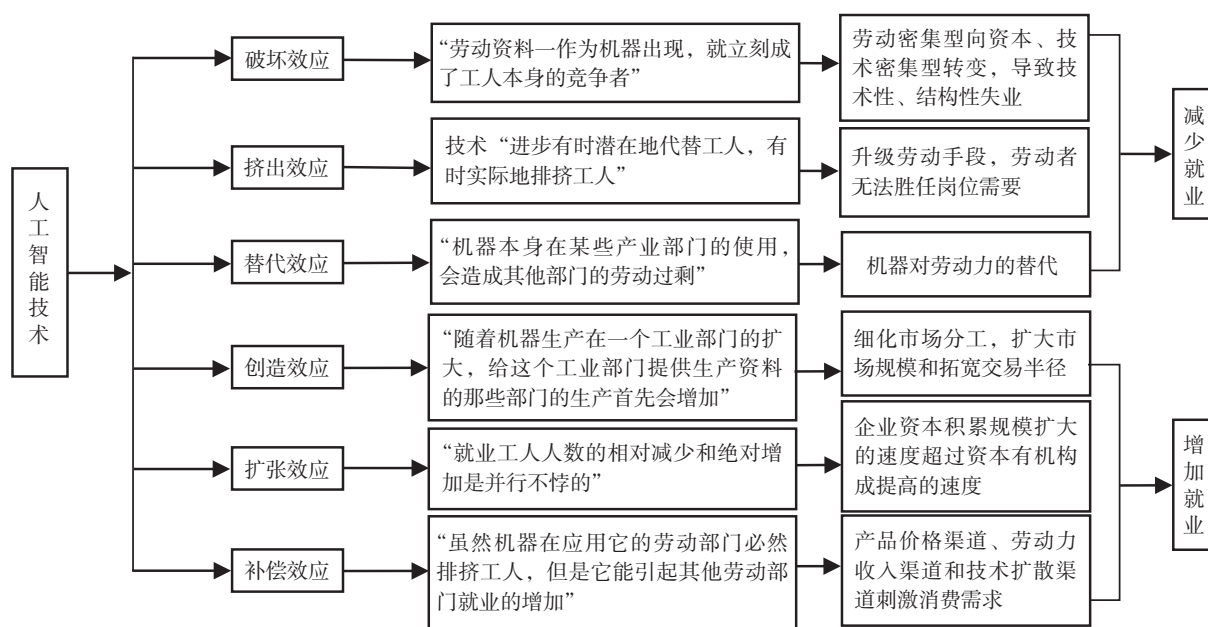 人工智能技术
破坏效应
“劳动资料一作为机器出现，就立刻成
了工人本身的竞争者”
劳动密集型向资本、技
术密集型转变，导致技
术性、结构性失业
挤出效应
技术“进步有时潜在地代替工人，有
时实际地排挤工人”
升级劳动手段，劳动者
无法胜任岗位需要
替代效应
“机器本身在某些产业部门的使用，
会造成其他部门的劳动过剩”
机器对劳动力的替代
减少就业
创造效应
“随着机器生产在一个工业部门的扩
大，给这个工业部门提供生产资料
的那些部门的生产首先会增加”
细化市场分工，扩大市
场规模和拓宽交易半径
扩张效应
“就业工人人数的相对减少和绝对增
加是并行不悖的”
企业资本积累规模扩大
的速度超过资本有机构
成提高的速度
补偿效应
“虽然机器在应用它的劳动部门必然
排挤工人，但是它能引起其他劳动部
门就业的增加”
产品价格渠道、劳动力
收入渠道和技术扩散渠
道刺激消费需求
增加就业